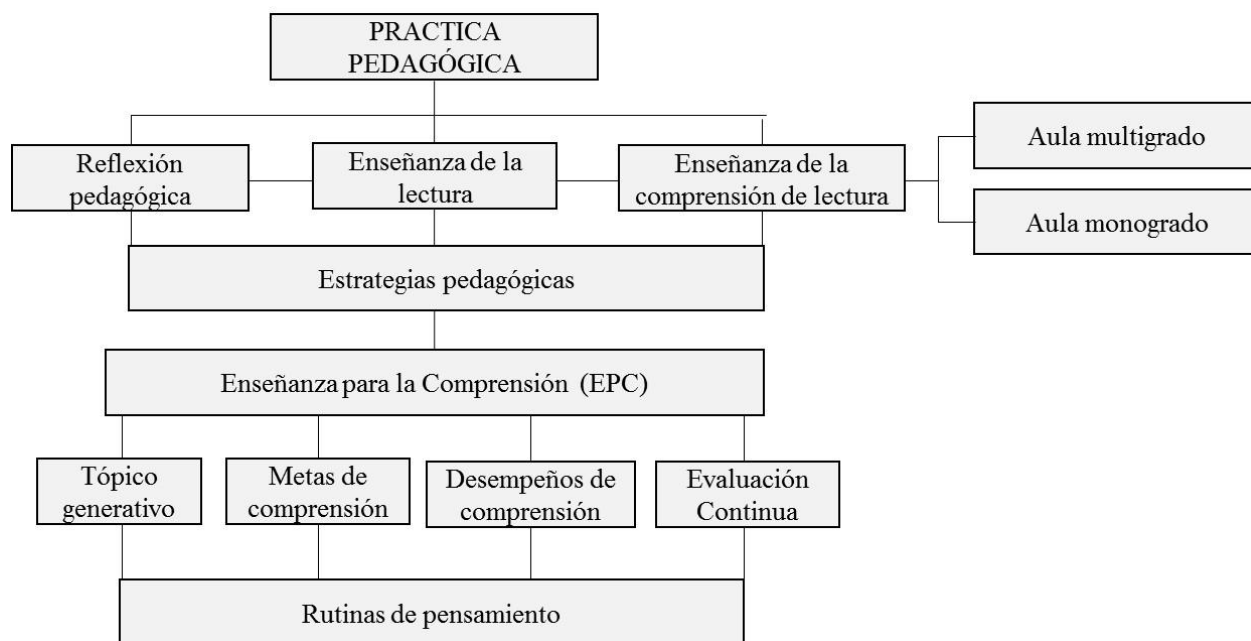 PRACTICA
PEDAGÓGICA
Reflexión
pedagógica
Enseñanza de la
lectura
Enseñanza de la
comprensión de lectura
Aula multigrado
Aula monogrado
Estrategias pedagógicas
Enseñanza para la Comprensión (EPC)
Tópico
generativo
Metas de
comprensión
Desempeños de
comprensión
Evaluación
Continua
Rutinas de pensamiento